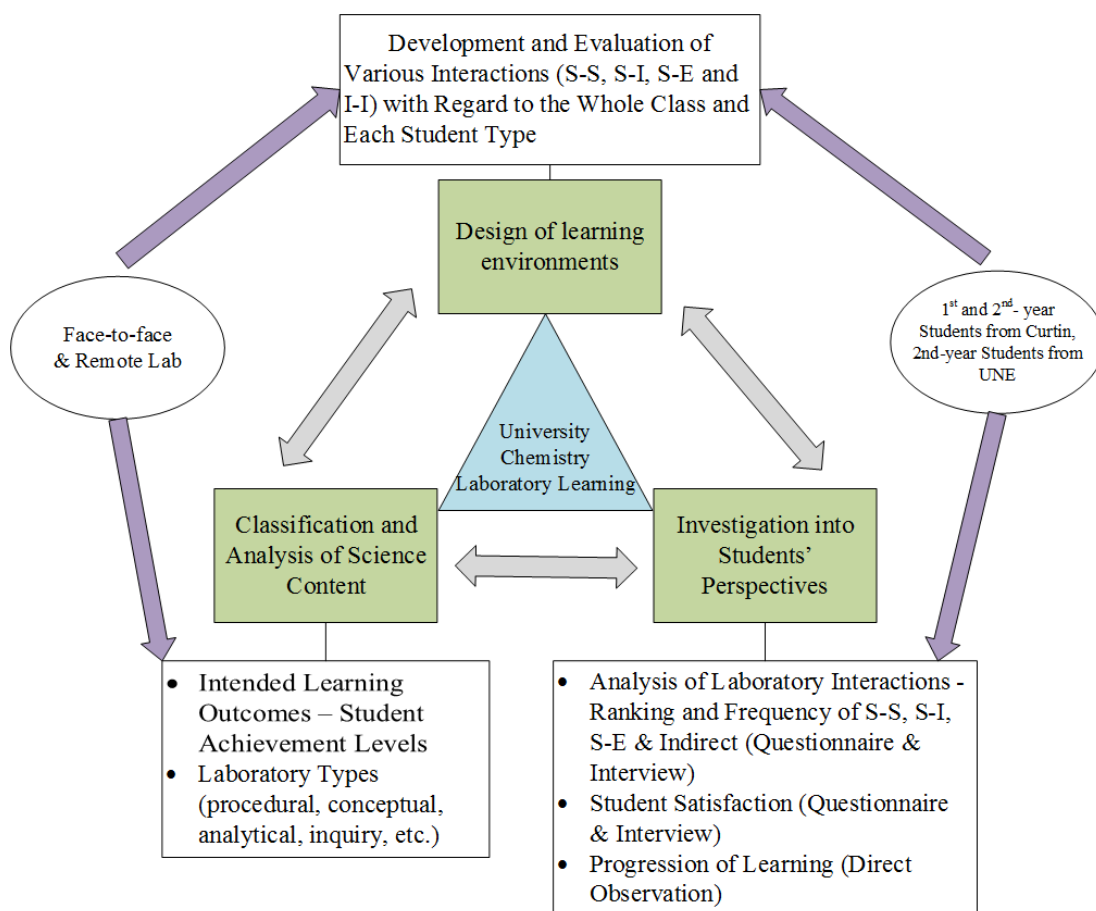 Development and Evaluation of
Various Interactions (S-S, S-I, S-E and
I-I) with Regard to the Whole Class and
Each Student Type
Design of learning
environments
Face-to-face
& Remote Lab
1st and 2nd- year
Students from Curtin,
2nd-year Students from
UNE
University
Chemistry
Laboratory Learning
Classification and
Analysis of Science
Content
Investigation into
Students’
Perspectives
• Intended Learning
Outcomes – Student
Achievement Levels
• Laboratory Types
(procedural, conceptual,
analytical, inquiry, etc.)
• Analysis of Laboratory Interactions -
Ranking and Frequency of S-S, S-I,
S-E & Indirect (Questionnaire &
Interview)
• Student Satisfaction (Questionnaire
& Interview)
• Progression of Learning (Direct
Observation)